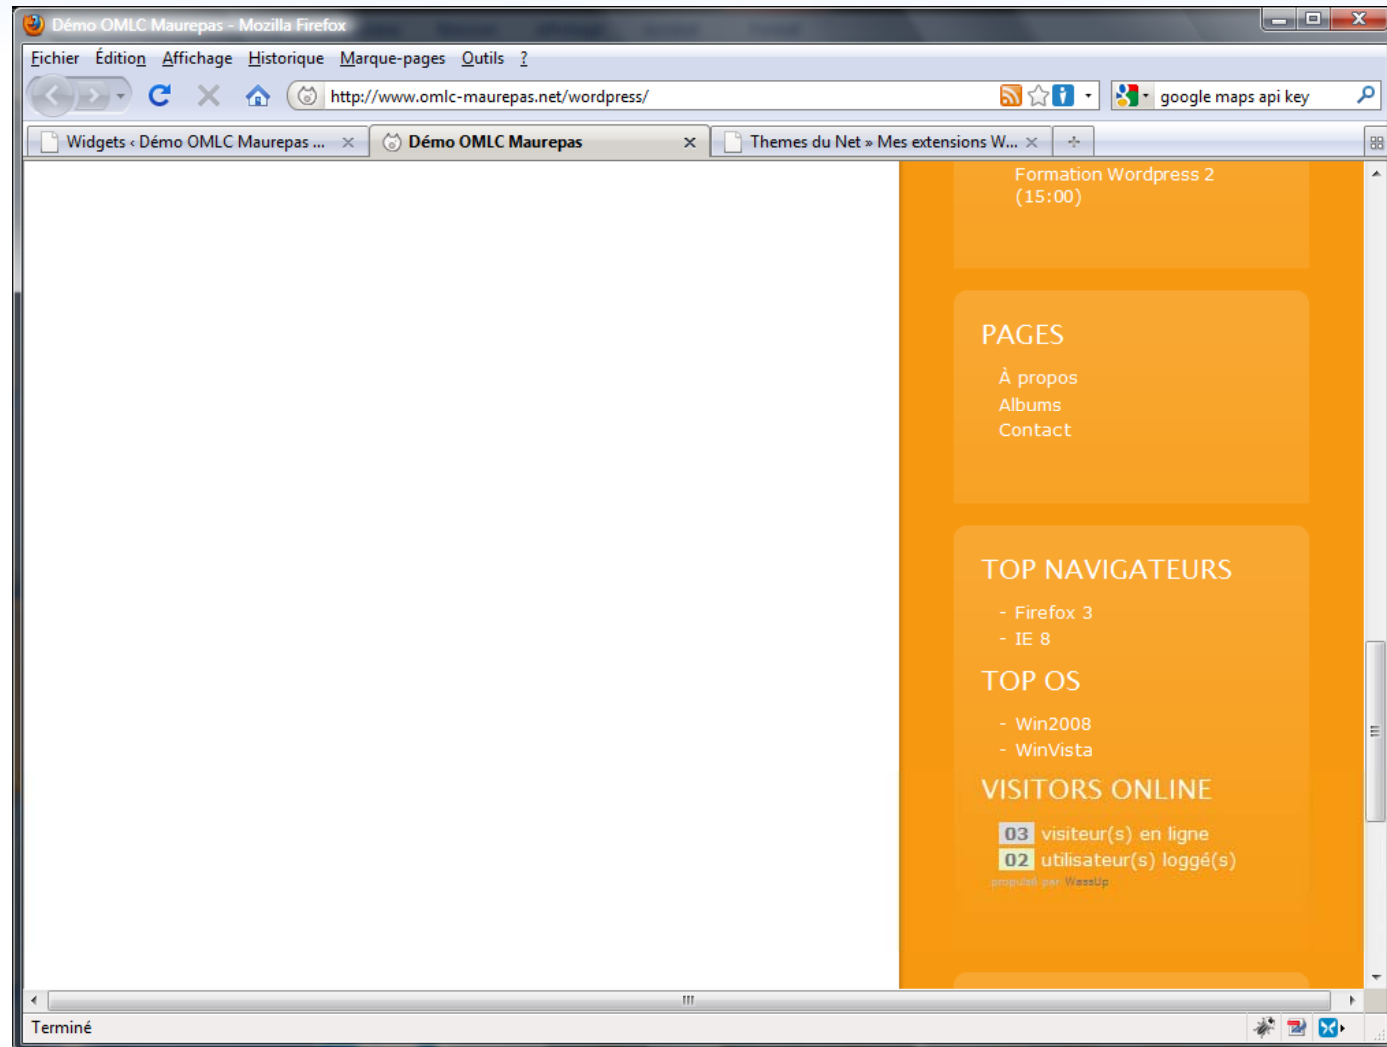 Démo OMLC Maurepas - Mozilla Firefox
Fichier Édition Affichage Historique Marque-pages Outils ?
http://www.omlc-maurepas.net/wordpress/
google maps api key
Widgets ‹ Démo OMLC Maurepas ...
Démo OMLC Maurepas
Themes du Net » Mes extensions W...
Formation Wordpress 2
(15:00)
PAGES
À propos
Albums
Contact
TOP NAVIGATEURS
- Firefox 3
- IE 8
TOP OS
- Win2008
- WinVista
VISITORS ONLINE
03 visiteur(s) en ligne
02 utilisateur(s) loggé(s)
propulsé par WassUp
Terminé